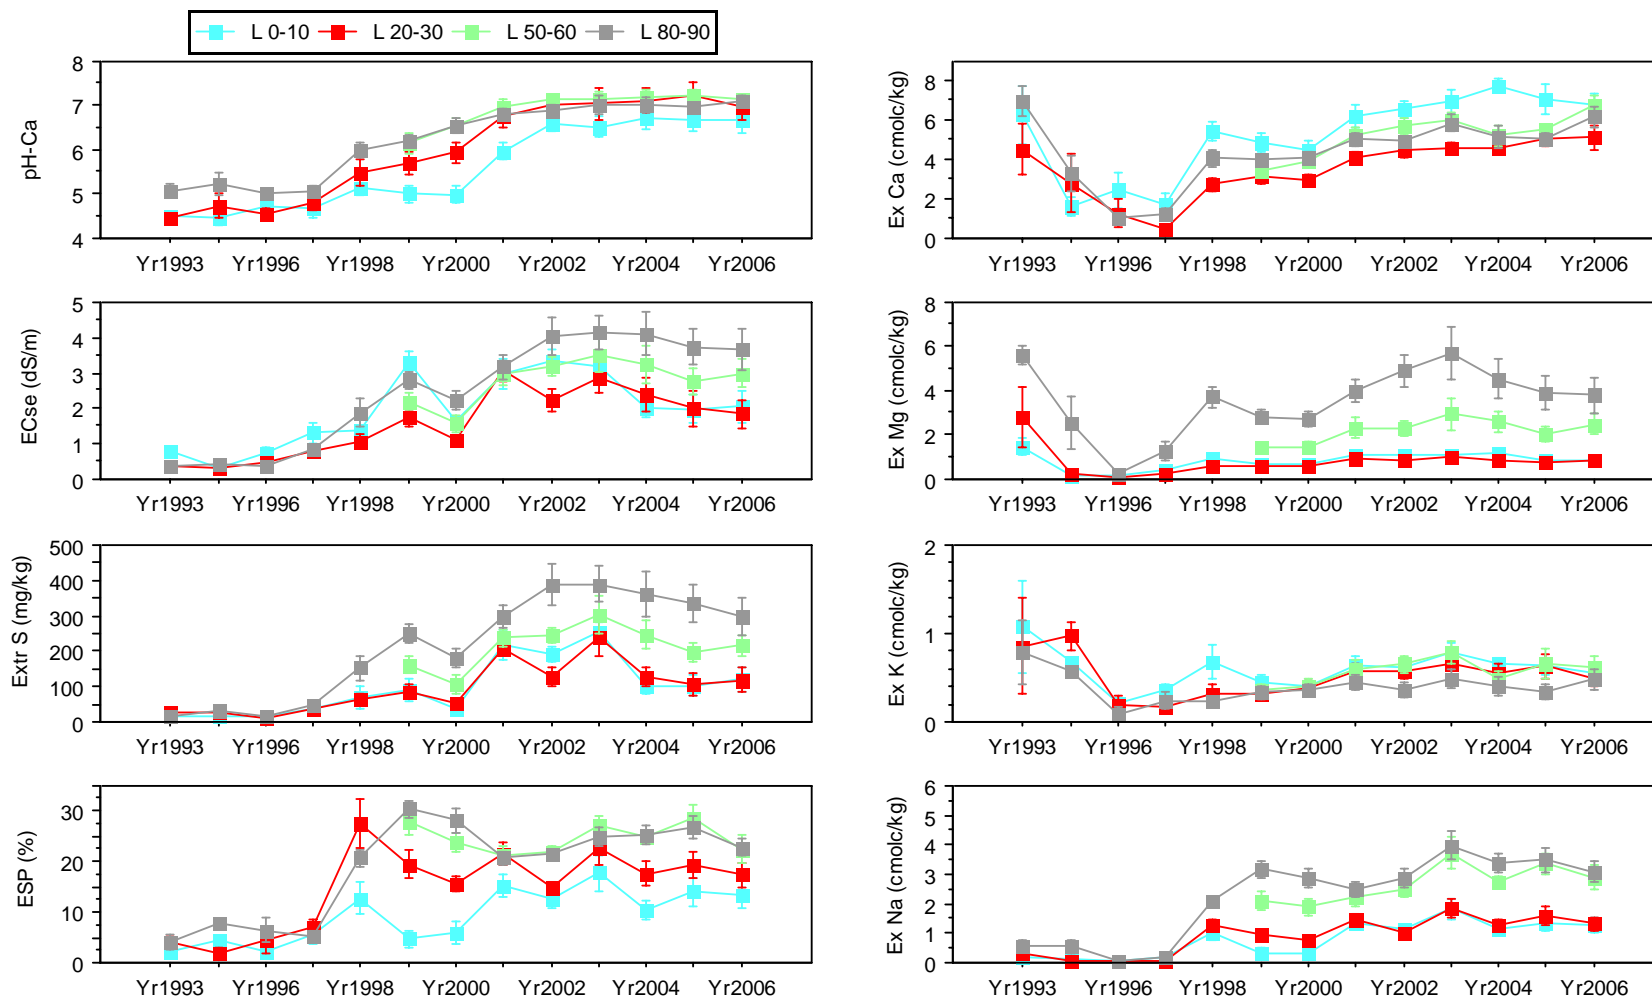 L 0-10 L 20-30 L 50-60 L 80-90
pH-Ca
8
7
6
5
4
Yr1993 Yr1996 Yr1998 Yr2000 Yr2002 Yr2004 Yr2006
Ex Ca (cmolc/kg)
8
6
4
2
0
Yr1993 Yr1996 Yr1998 Yr2000 Yr2002 Yr2004 Yr2006
ECse (dS/m)
5
4
3
2
1
0
Yr1993 Yr1996 Yr1998 Yr2000 Yr2002 Yr2004 Yr2006
Ex Mg (cmolc/kg)
8
6
4
2
0
Yr1993 Yr1996 Yr1998 Yr2000 Yr2002 Yr2004 Yr2006
Extr S (mg/kg)
500
400
300
200
100
0
Yr1993 Yr1996 Yr1998 Yr2000 Yr2002 Yr2004 Yr2006
Ex K (cmolc/kg)
2
1
0
Yr1993 Yr1996 Yr1998 Yr2000 Yr2002 Yr2004 Yr2006
ESP (%)
30
20
10
0
Yr1993 Yr1996 Yr1998 Yr2000 Yr2002 Yr2004 Yr2006
Ex Na (cmolc/kg)
6
5
4
3
2
1
0
Yr1993 Yr1996 Yr1998 Yr2000 Yr2002 Yr2004 Yr2006